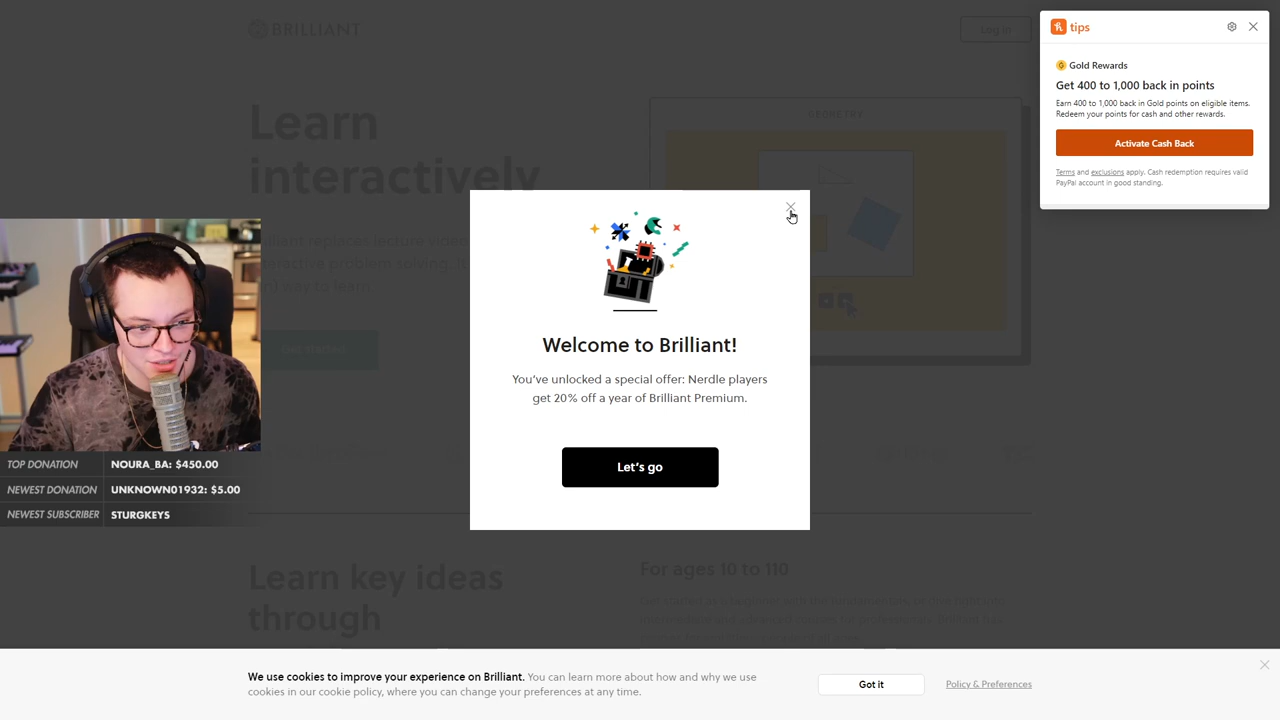 BRILLIANT
Log in
tips
Gold Rewards
Get 400 to 1,000 back in points
Earn 400 to 1,000 back in Gold points on eligible items.
Redeem your points for cash and other rewards.
Activate Cash Back
Terms and exclusions apply. Cash redemption requires valid
PayPal account in good standing.
Learn
interactively
GEOMETRY
Welcome to Brilliant!
You've unlocked a special offer: Nerdle players
get 20% off a year of Brilliant Premium.
Let's go
Get started
TOP DONATION NOURA_BA: $450.00
NEWEST DONATION UNKNOWN01932: $5.00
NEWEST SUBSCRIBER STURGKEYS
Learn key ideas
through
For ages 10 to 110
We use cookies to improve your experience on Brilliant. You can learn more about how and why we use
cookies in our cookie policy, where you can change your preferences at any time.
Got it
Policy & Preferences